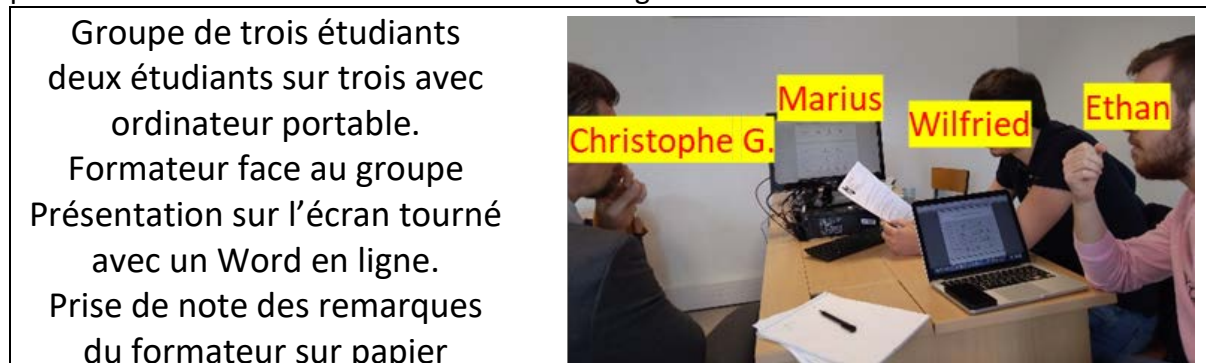 Groupe de trois étudiants
deux étudiants sur trois avec
ordinateur portable.
Formateur face au groupe
Présentation sur l’écran tourné
avec un Word en ligne.
Prise de note des remarques
du formateur sur papier
Christophe G.
Marius
Wilfried
Ethan